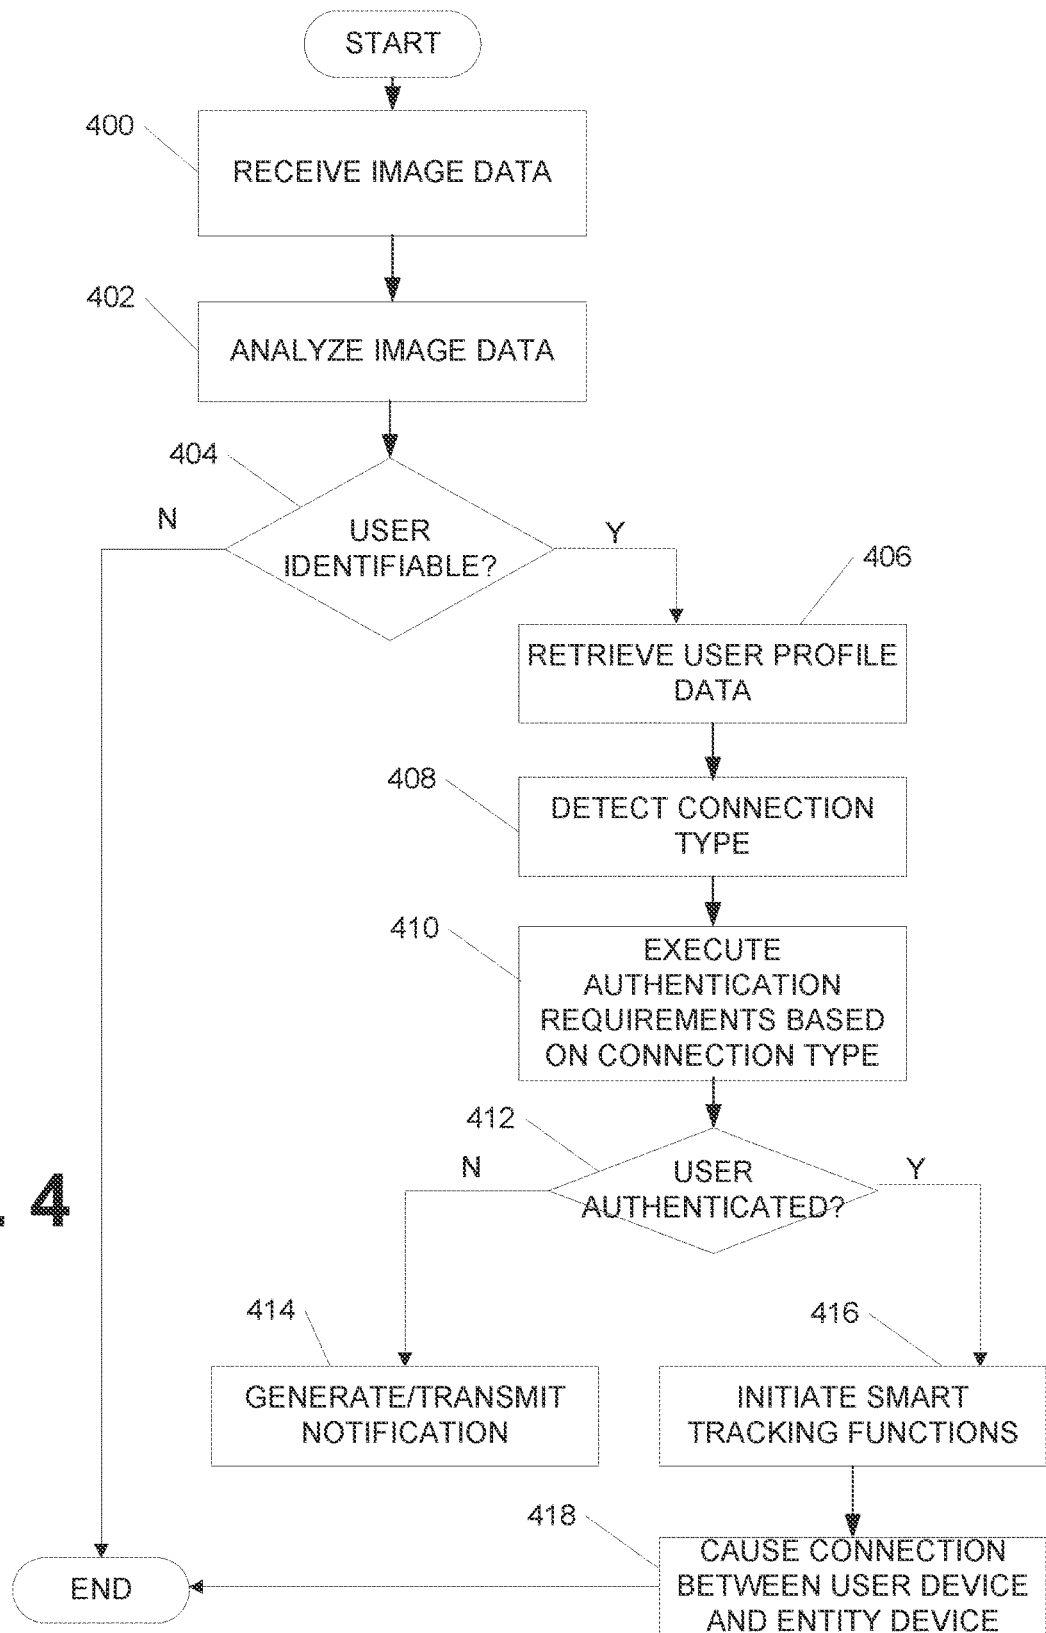 START
400
RECEIVE IMAGE DATA
402
ANALYZE IMAGE DATA
404
N
USER
IDENTIFIABLE?
Y
406
RETRIEVE USER PROFILE
DATA
408
DETECT CONNECTION
TYPE
410
EXECUTE
AUTHENTICATION
REQUIREMENTS BASED
ON CONNECTION TYPE
412
N
USER
AUTHENTICATED?
Y
. 4
414
GENERATE/TRANSMIT
NOTIFICATION
416
INITIATE SMART
TRACKING FUNCTIONS
418
CAUSE CONNECTION
BETWEEN USER DEVICE
AND ENTITY DEVICE
END